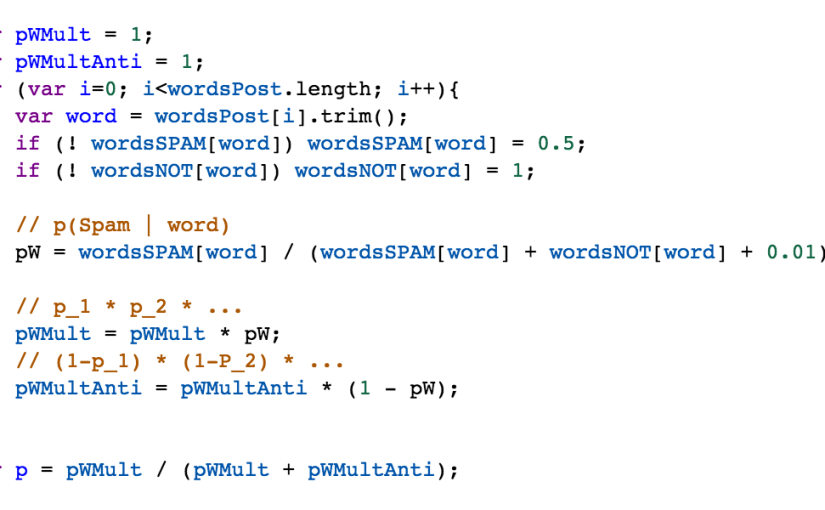 pWMult = 1;
pWMultAnti = 1;
(var i=0; i<wordsPost.length; i++){
var word = wordsPost[i].trim();
if (! wordsSPAM[word]) wordsSPAM[word] = 0.5;
if (! wordsNOT[word]) wordsNOT[word] = 1;
// p(Spam | word)
pW = wordsSPAM[word] / (wordsSPAM[word] + wordsNOT[word] + 0.01)
// p_1 * p_2 * ...
pWMult = pWMult * pW;
// (1-p_1) * (1-P_2) * ...
pWMultAnti = pWMultAnti * (1 - pW);
p = pWMult / (pWMult + pWMultAnti);